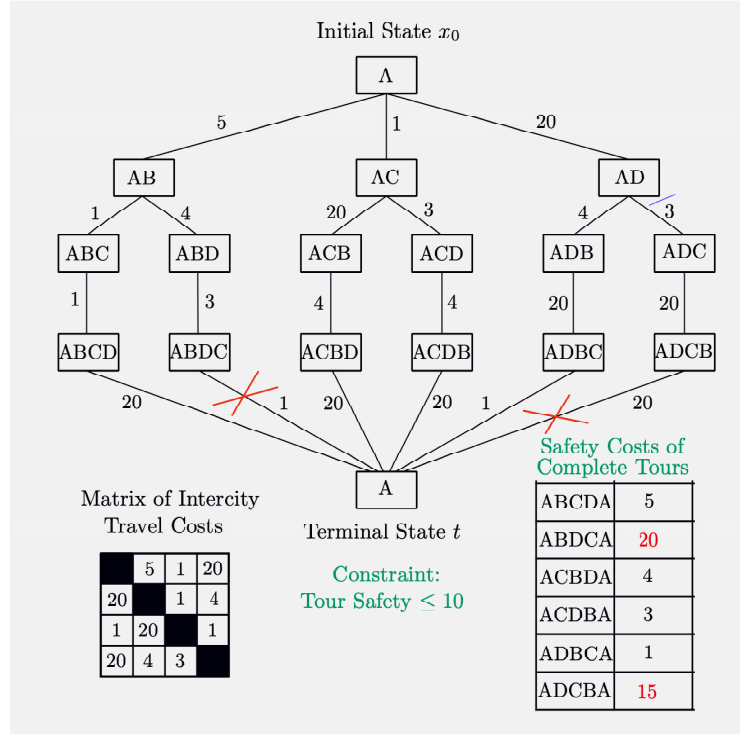 Initial State x₀
A
5
1
20
AB
AC
AD
1
4
20
3
4
3
ABC
ABD
ACB
ACD
ADB
ADC
1
3
4
4
20
20
ABCD
ABDC
ACBD
ACDB
ADBC
ADCB
20
1
20
20
1
20
A
Terminal State t
Matrix of Intercity
Travel Costs
5 1 20
20 1 4
1 20 1
20 4 3
Constraint:
Tour Safety ≤ 10
Safety Costs of
Complete Tours
ABCDA 5
ABDCA 20
ACBDA 4
ACDBA 3
ADBCA 1
ADCBA 15